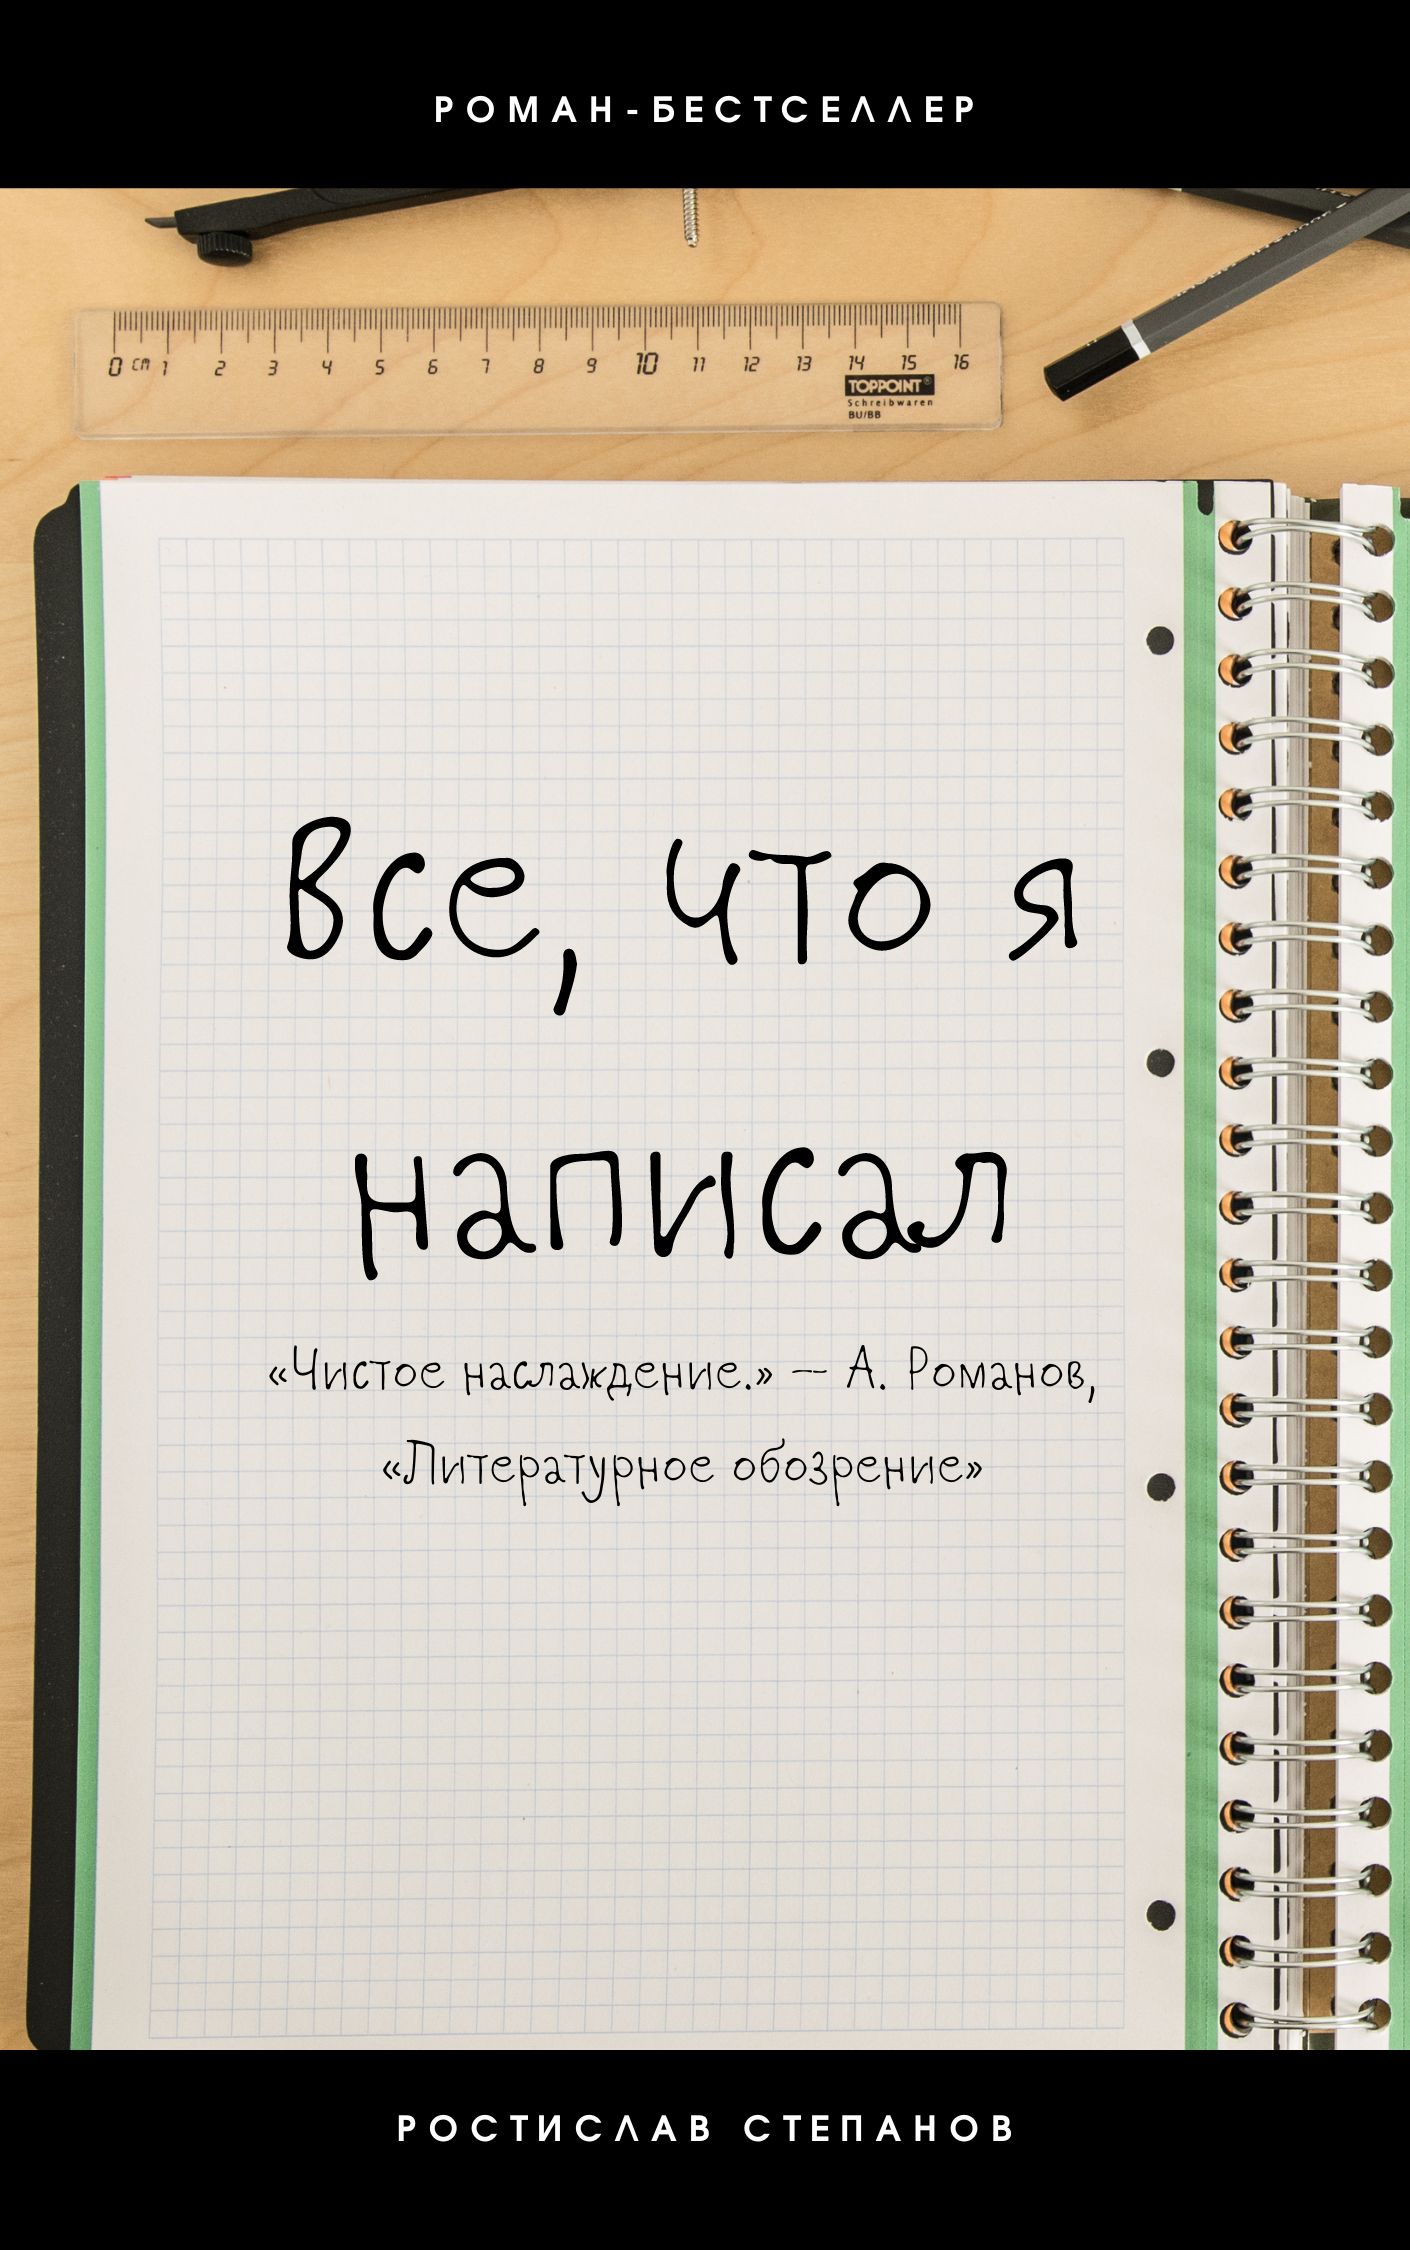 РОМАН-БЕСТСЕЛЛЕР
0 cm 1 2 3 4 5 6 7 8 9 10 11 12 13 14 15 16
TOPPOINT®
Schreibwaren
BU/BB
Все, что я
написал
«Чистое наслаждение.» — А. Романов,
«Литературное обозрение»
РОСТИСЛАВ СТЕПАНОВ